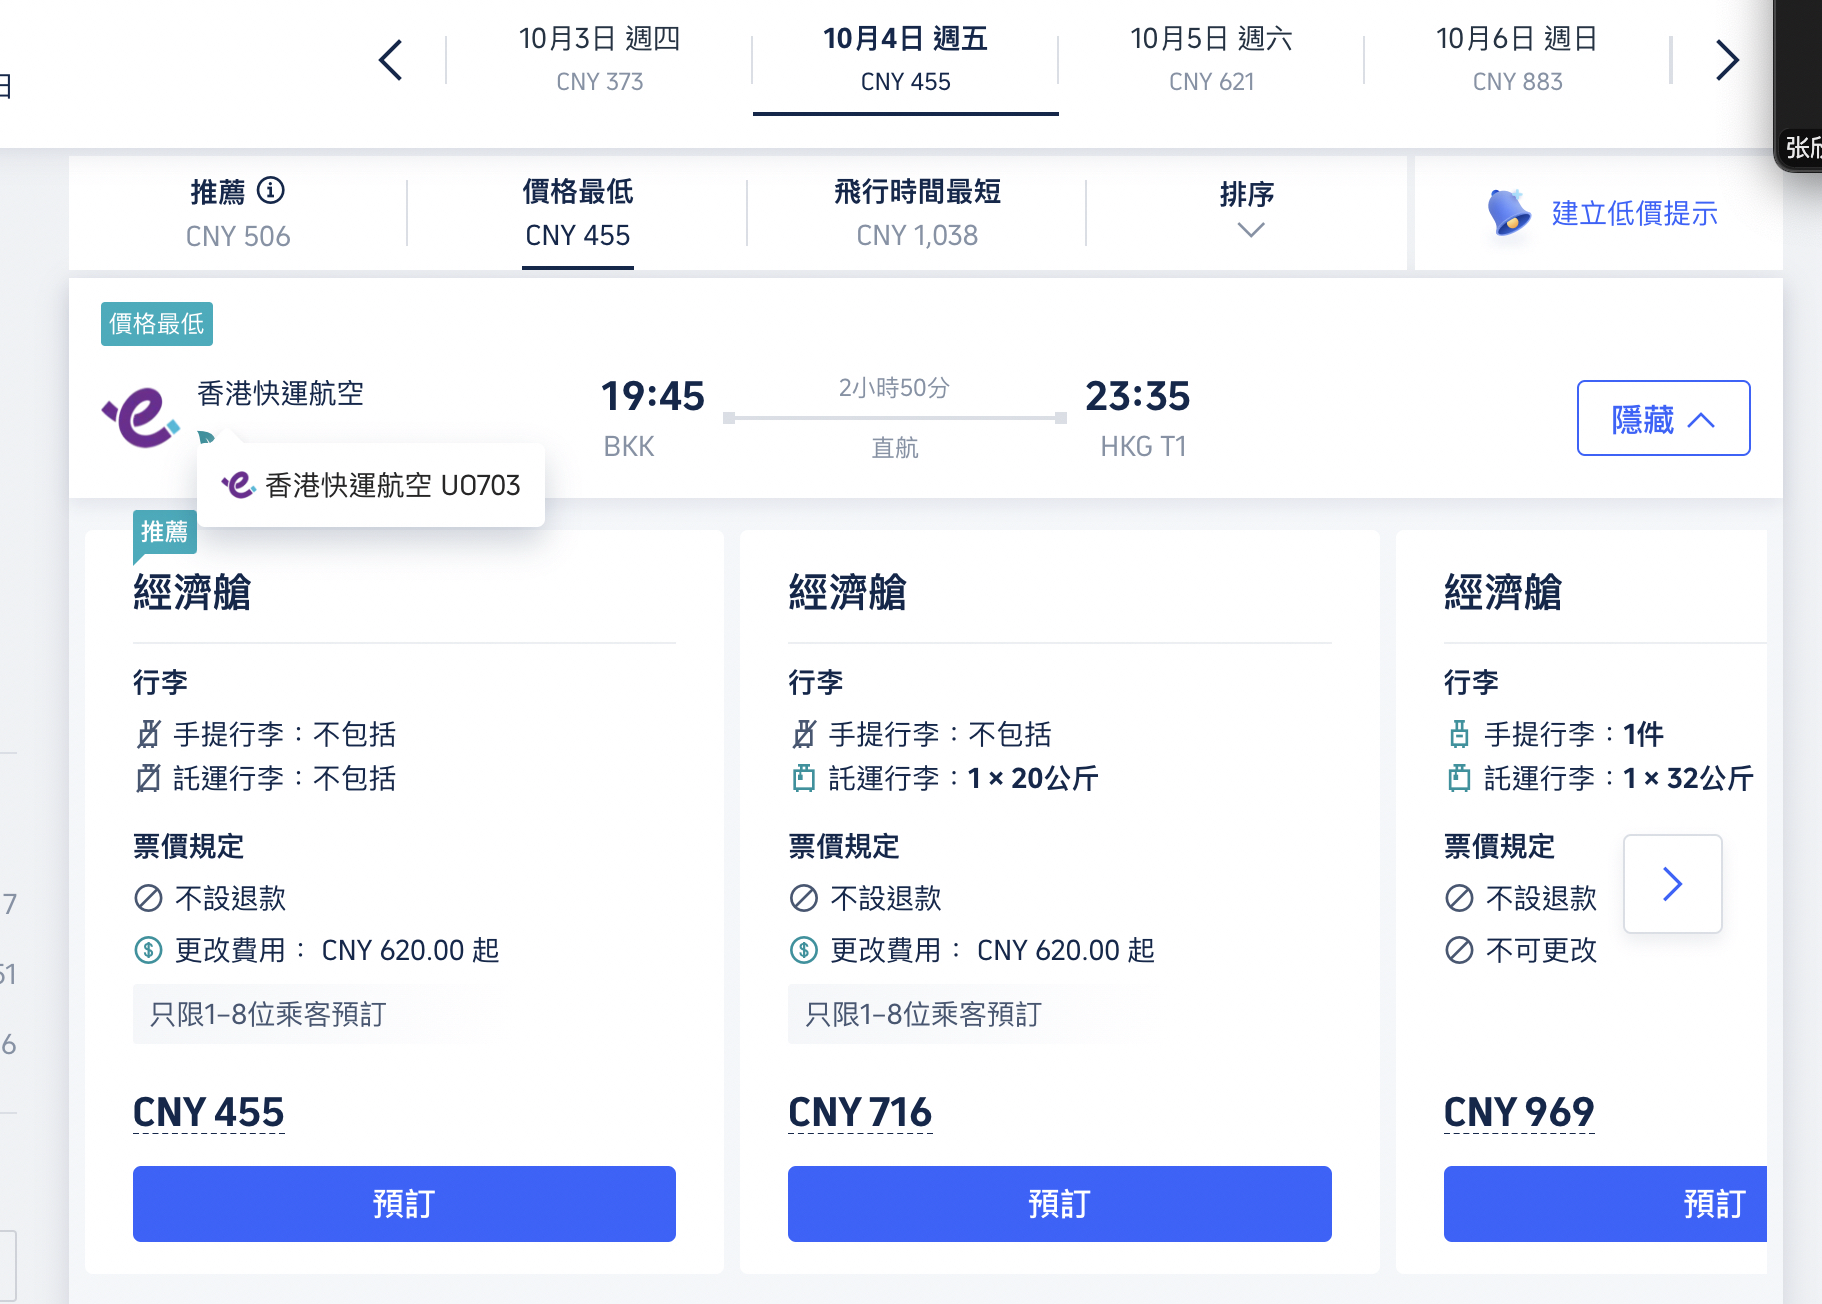 10月3日 週四
CNY 373
10月4日 週五
CNY 455
10月5日 週六
CNY 621
10月6日 週日
CNY 883
日
推薦
CNY 506
價格最低
CNY 455
飛行時間最短
CNY 1,038
排序
建立低價提示
價格最低
香港快運航空
19:45
BKK
2小時50分
直航
23:35
HKG T1
隱藏
香港快運航空 UO703
推薦
經濟艙
行李
手提行李：不包括
託運行李：不包括
票價規定
不設退款
更改費用： CNY 620.00 起
只限1-8位乘客預訂
CNY 455
預訂
經濟艙
行李
手提行李：不包括
託運行李：1 × 20公斤
票價規定
不設退款
更改費用： CNY 620.00 起
只限1-8位乘客預訂
CNY 716
預訂
經濟艙
行李
手提行李：1件
託運行李：1 × 32公斤
票價規定
不設退款
不可更改
CNY 969
預訂
7
51
6